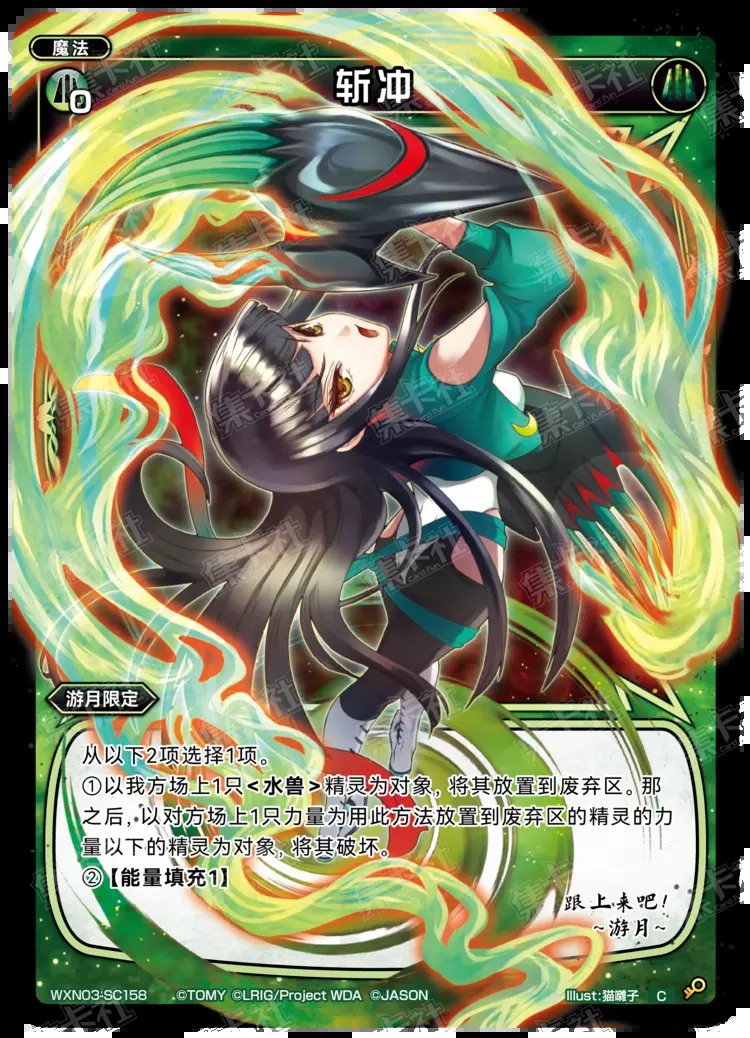 魔法
0
斩冲
游月限定
从以下2项选择1项。
①以我方场上1只<水兽>精灵为对象,将其放置到废弃区。那
之后,以对方场上1只力量为用此方法放置到废弃区的精灵的力
量以下的精灵为对象,将其破坏。
②【能量填充1】
跟上来吧!
~游月~
WXN03-SC158 ©TOMY ©LRIG/Project WDA ©JASON Illust:猫囃子 C
集卡社
Card Fun